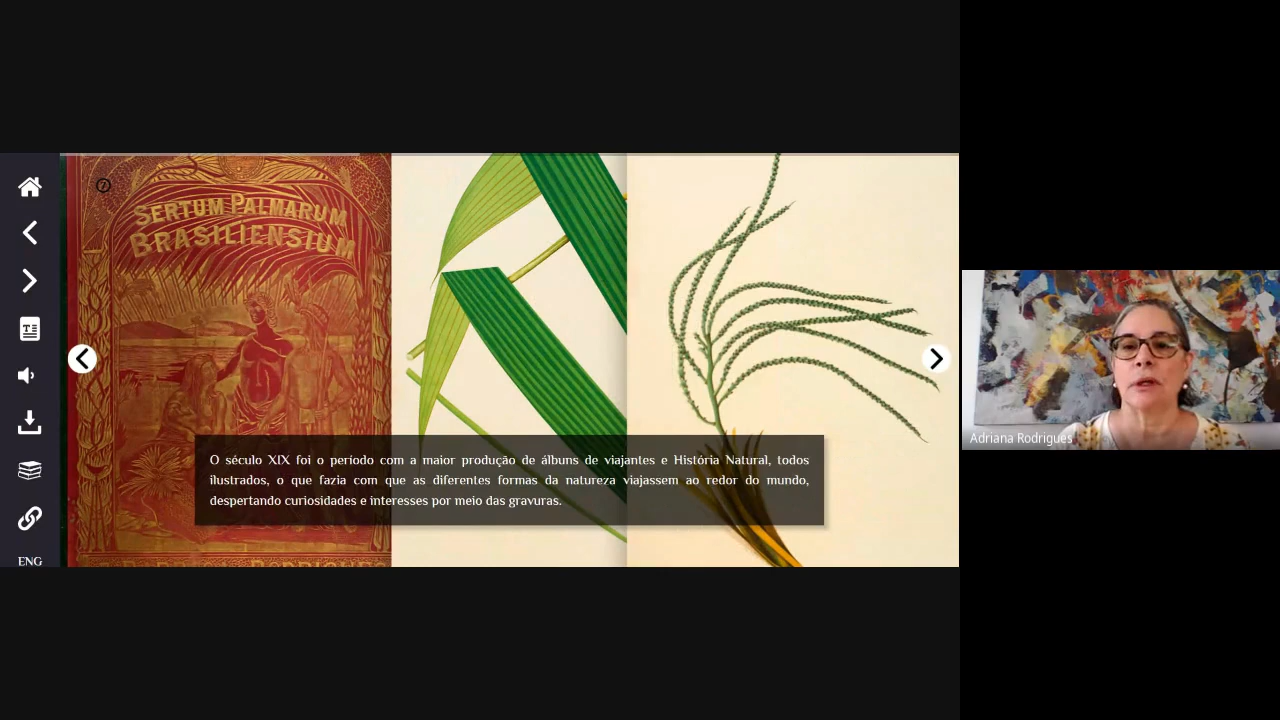 SERTUM PALMARUM
BRASILIENSIUM
O século XIX foi o período com a maior produção de álbuns de viajantes e História Natural, todos
ilustrados, o que fazia com que as diferentes formas da natureza viajassem ao redor do mundo,
despertando curiosidades e interesses por meio das gravuras.
ENG
Adriana Rodrigues